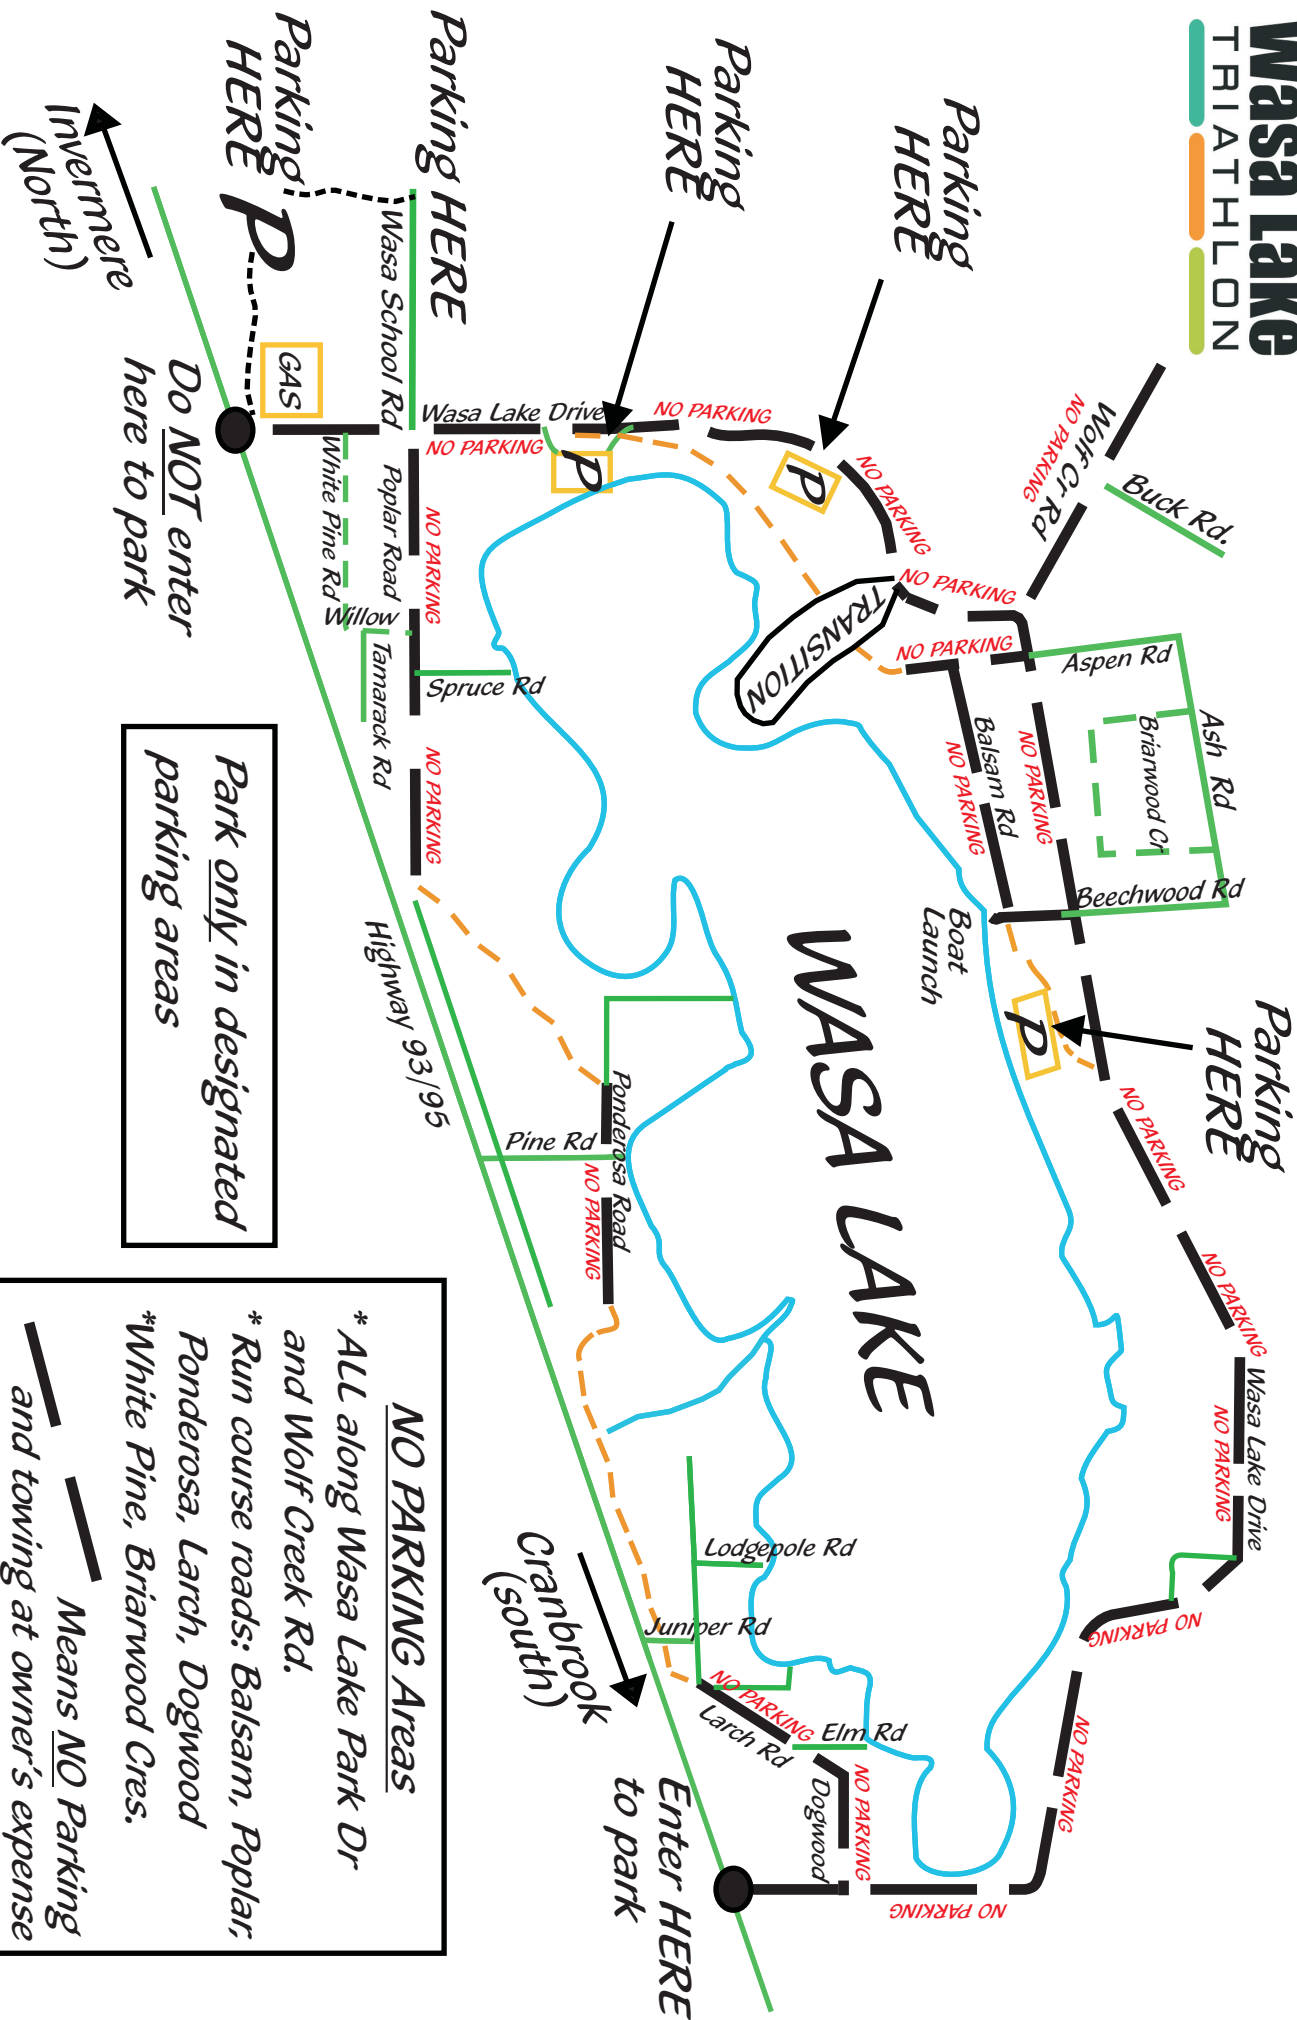 Wasa Lake
TRIATHLON
Wolf Cr Rd
NO PARKING
Buck Rd.
Parking
HERE
Parking
HERE
Parking HERE
Parking
HERE
P
Invermere
(North)
Do NOT enter
here to park
GAS
Wasa School Rd
Wasa Lake Drive
NO PARKING
NO PARKING
P
P
NO PARKING
NO PARKING
NO PARKING
TRANSITION
Aspen Rd
Ash Rd
Briarwood Cr
Beechwood Rd
Balsam Rd
NO PARKING
NO PARKING
Boat
Launch
P
Parking
HERE
White Pine Rd
Poplar Road
NO PARKING
Willow
Tamarack Rd
Spruce Rd
NO PARKING
Highway 93/95
WASA LAKE
NO PARKING
NO PARKING
Wasa Lake Drive
NO PARKING
NO PARKING
NO PARKING
NO PARKING
Ponderosa Road
Pine Rd
NO PARKING
Lodgepole Rd
Juniper Rd
NO PARKING
Larch Rd
Elm Rd
NO PARKING
Dogwood
Cranbrook
(south)
Enter HERE
to park
Park only in designated
parking areas
NO PARKING Areas
* ALL along Wasa Lake Park Dr
and Wolf Creek Rd.
* Run course roads: Balsam, Poplar,
Ponderosa, Larch, Dogwood
*White Pine, Briarwood Cres.
Means NO Parking
and towing at owner's expense